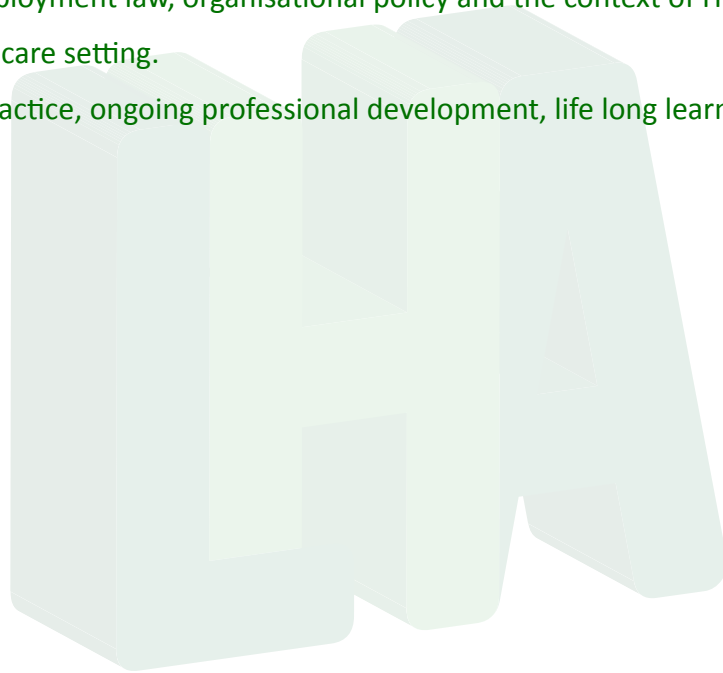 ployment law, organisational policy and the context of
care setting.
actice, ongoing professional development, life long learn
LHA